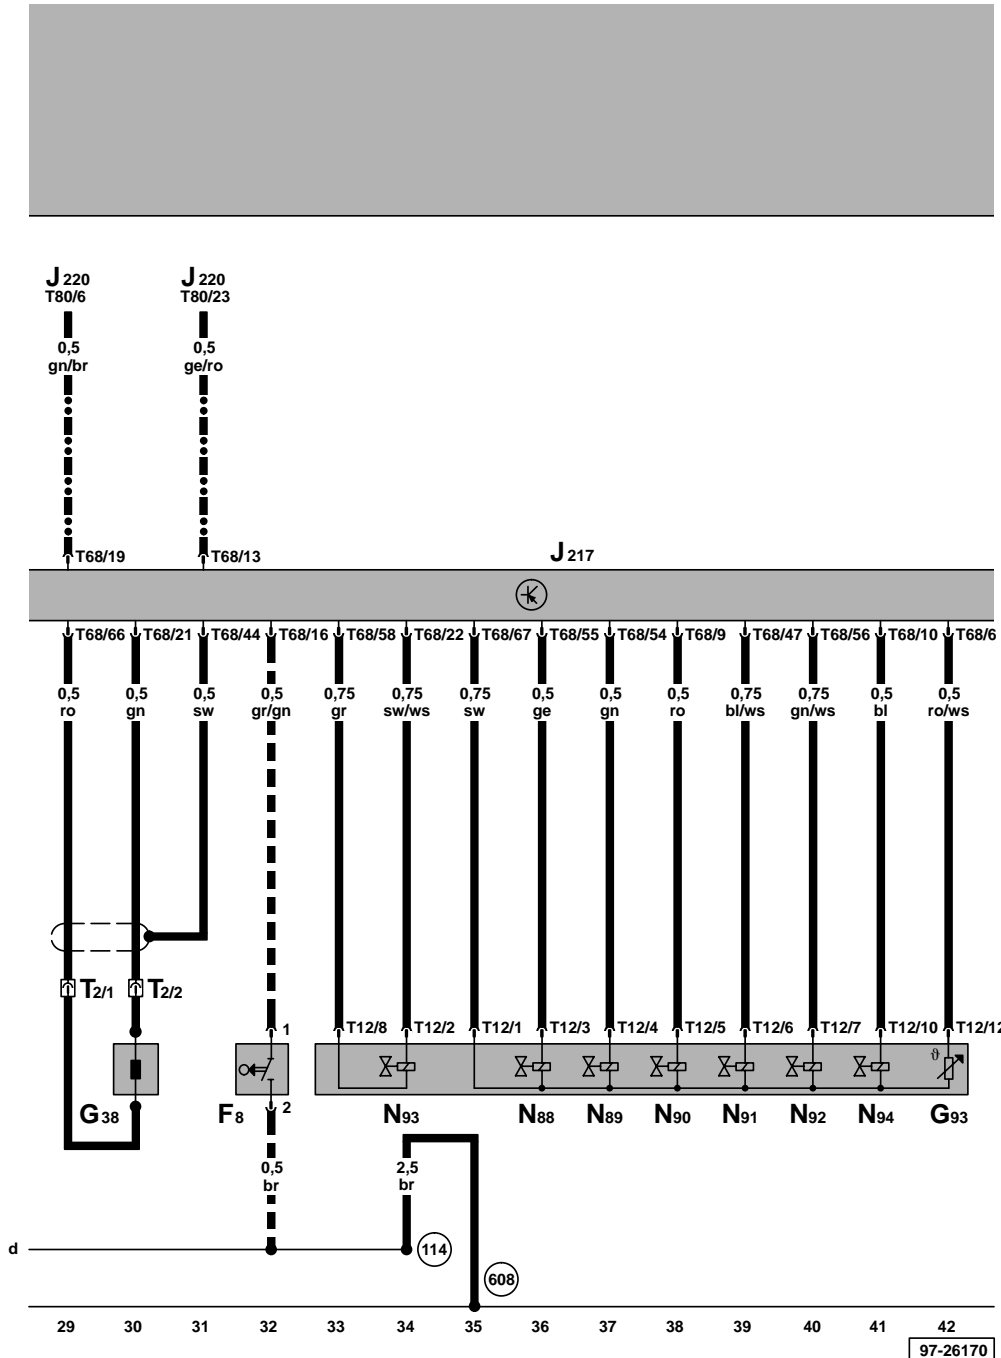 J 220 J 220
T80/6 T80/23
0,5 0,5
gn/br ge/ro
T68/19 T68/13 J 217
T68/66 T68/21 T68/44 T68/16 T68/58 T68/22 T68/67 T68/55 T68/54 T68/9 T68/47 T68/56 T68/10 T68/6
0,5 0,5 0,5 0,5 0,75 0,75 0,75 0,5 0,5 0,5 0,75 0,75 0,5 0,5
ro gn sw gr/gn gr sw/ws sw ge gn ro bl/ws gn/ws bl ro/ws
T2/1 T2/2
1 T12/8 T12/2 T12/1 T12/3 T12/4 T12/5 T12/6 T12/7 T12/10 T12/12
ϑ
G38 F8 2 N93 N88 N89 N90 N91 N92 N94 G93
0,5 2,5
br br
d 114
608
29 30 31 32 33 34 35 36 37 38 39 40 41 42
97-26170